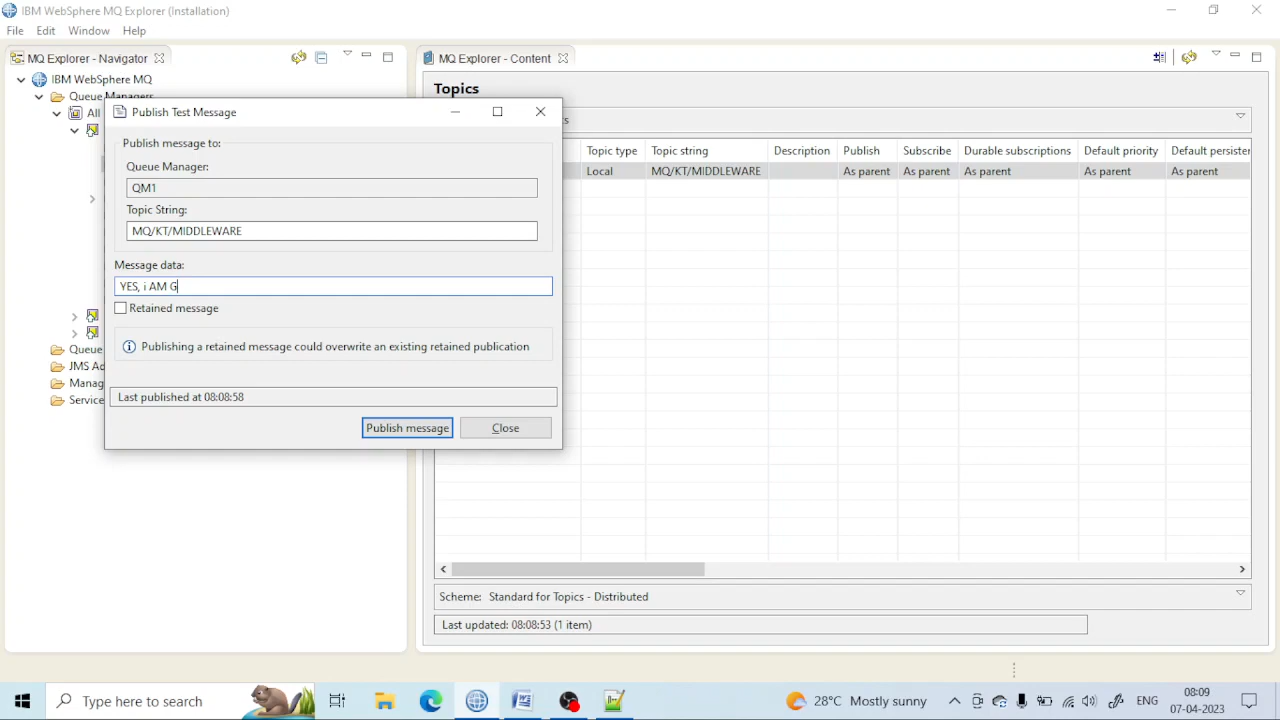 IBM WebSphere MQ Explorer (Installation)
File Edit Window Help
MQ Explorer - Navigator
IBM WebSphere MQ
Queue Managers
All
Queue
JMS Ad
Manag
Service
Publish Test Message
Publish message to:
Queue Manager:
QM1
Topic String:
MQ/KT/MIDDLEWARE
Message data:
YES, i AM G
Retained message
Publishing a retained message could overwrite an existing retained publication
Last published at 08:08:58
Publish message Close
MQ Explorer - Content
Topics
Topic type Topic string Description Publish Subscribe Durable subscriptions Default priority Default persister
Local MQ/KT/MIDDLEWARE As parent As parent As parent As parent As parent
Scheme: Standard for Topics - Distributed
Last updated: 08:08:53 (1 item)
Type here to search
28°C Mostly sunny
ENG
08:09
07-04-2023